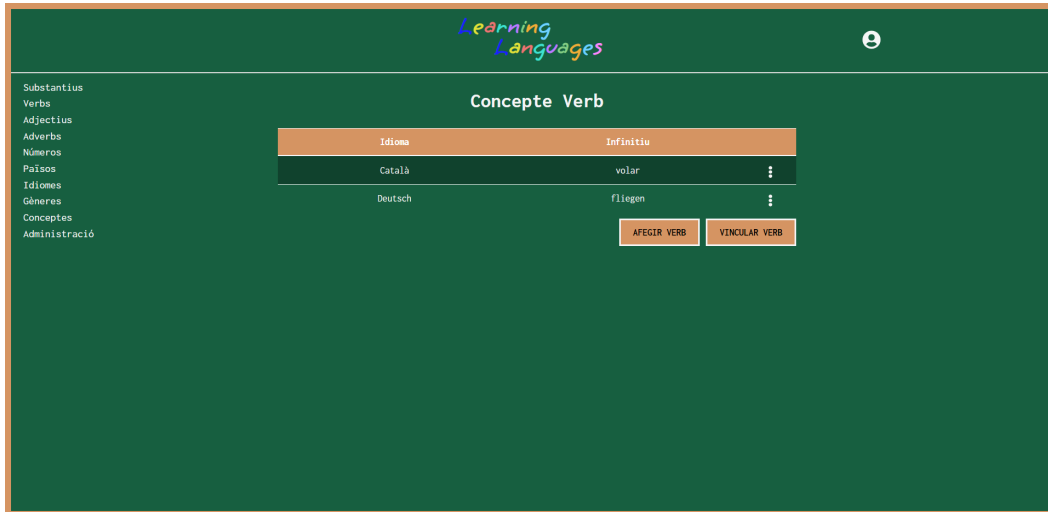 Learning
Languages
Substantius
Verbs
Adjectius
Adverbs
Números
Països
Idiomes
Gèneres
Conceptes
Administració
Concepte Verb
Idioma Infinitiu
Català volar
Deutsch fliegen
AFEGIR VERB VINCULAR VERB